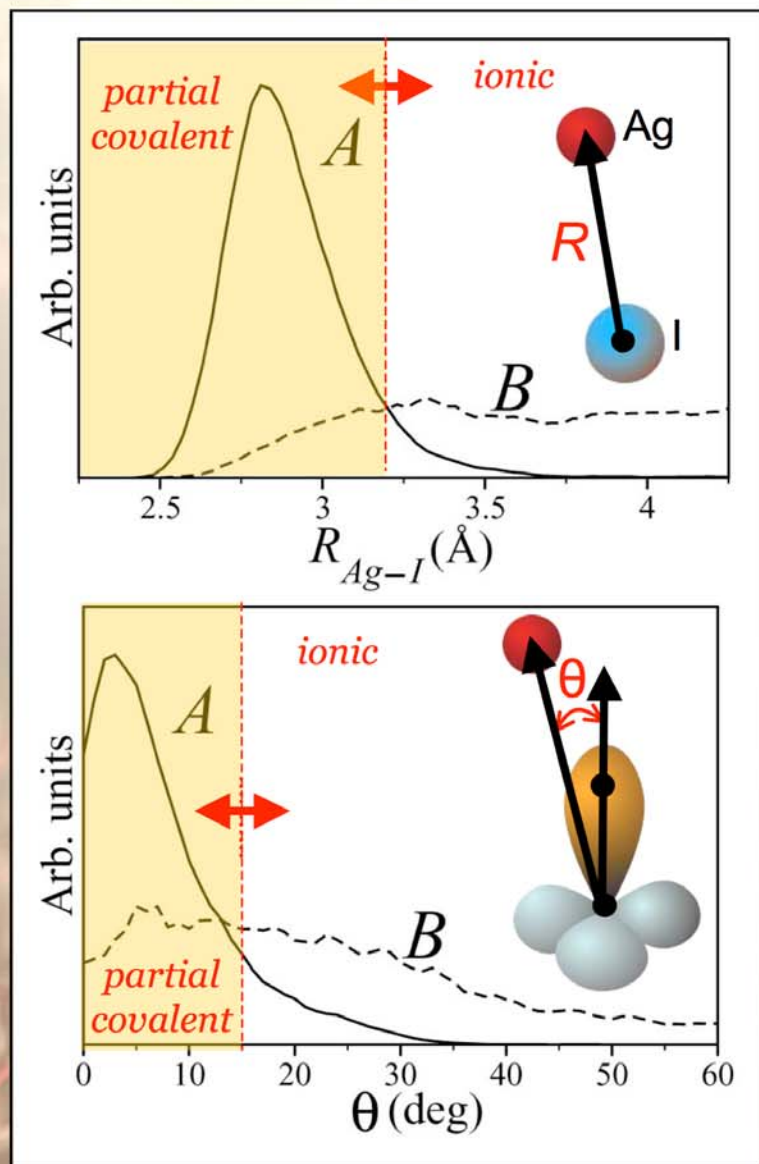 partial
covalent
ionic
A
Ag
R
I
B
Arb. units
2.5 3 3.5 4
R_{Ag-I}(Å)
ionic
A
θ
B
partial
covalent
Arb. units
0 10 20 30 40 50 60
θ (deg)